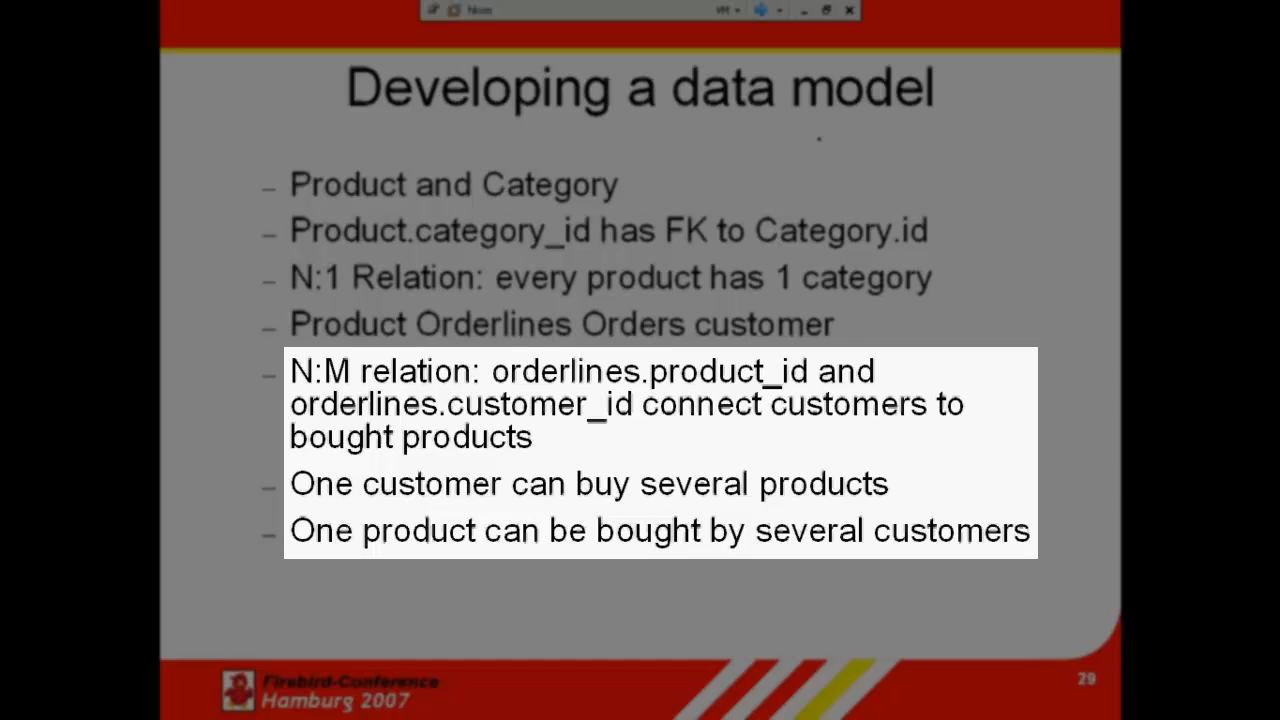 Developing a data model
– Product and Category
– Product.category_id has FK to Category.id
– N:1 Relation: every product has 1 category
– Product Orderlines Orders customer
– N:M relation: orderlines.product_id and
orderlines.customer_id connect customers to
bought products
– One customer can buy several products
– One product can be bought by several customers
Firebird-Conference
Hamburg 2007
29